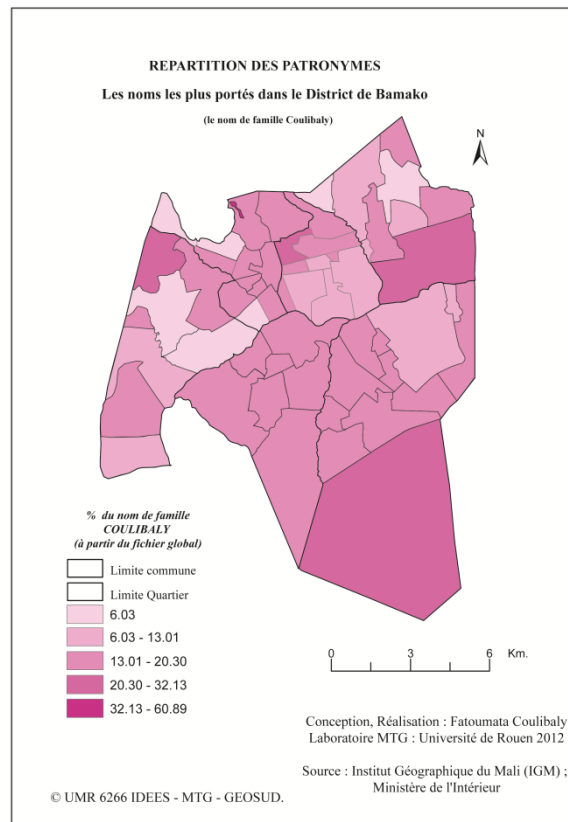 REPARTITION DES PATRONYMES
Les noms les plus portés dans le District de Bamako
(le nom de famille Coulibaly)
N
% du nom de famille
COULIBALY
(à partir du fichier global)
Limite commune
Limite Quartier
6.03
6.03 - 13.01
13.01 - 20.30
20.30 - 32.13
32.13 - 60.89
0 3 6 Km.
Conception, Réalisation : Fatoumata Coulibaly
Laboratoire MTG : Université de Rouen 2012
Source : Institut Géographique du Mali (IGM) ;
Ministère de l'Intérieur
© UMR 6266 IDEES - MTG - GEOSUD.